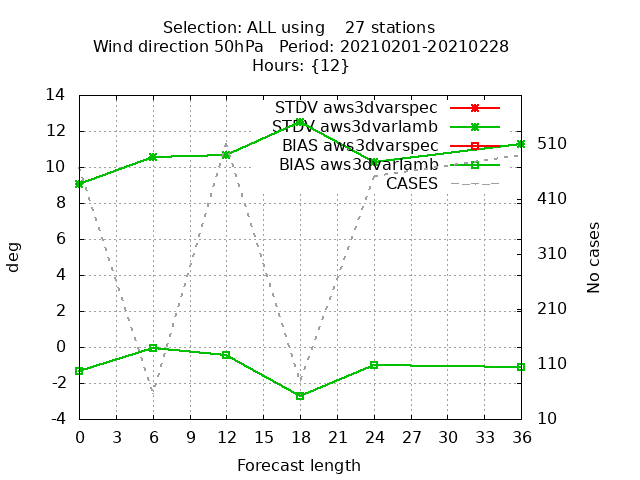 Selection: ALL using    27 stations
Wind direction 50hPa   Period: 20210201-20210228
Hours: {12}
14
12
10
8
6
4
2
0
-2
-4
deg
STDV aws3dvarspec
STDV aws3dvarlamb
BIAS aws3dvarspec
BIAS aws3dvarlamb
CASES
510
410
310
210
110
10
No cases
0 3 6 9 12 15 18 21 24 27 30 33 36
Forecast length